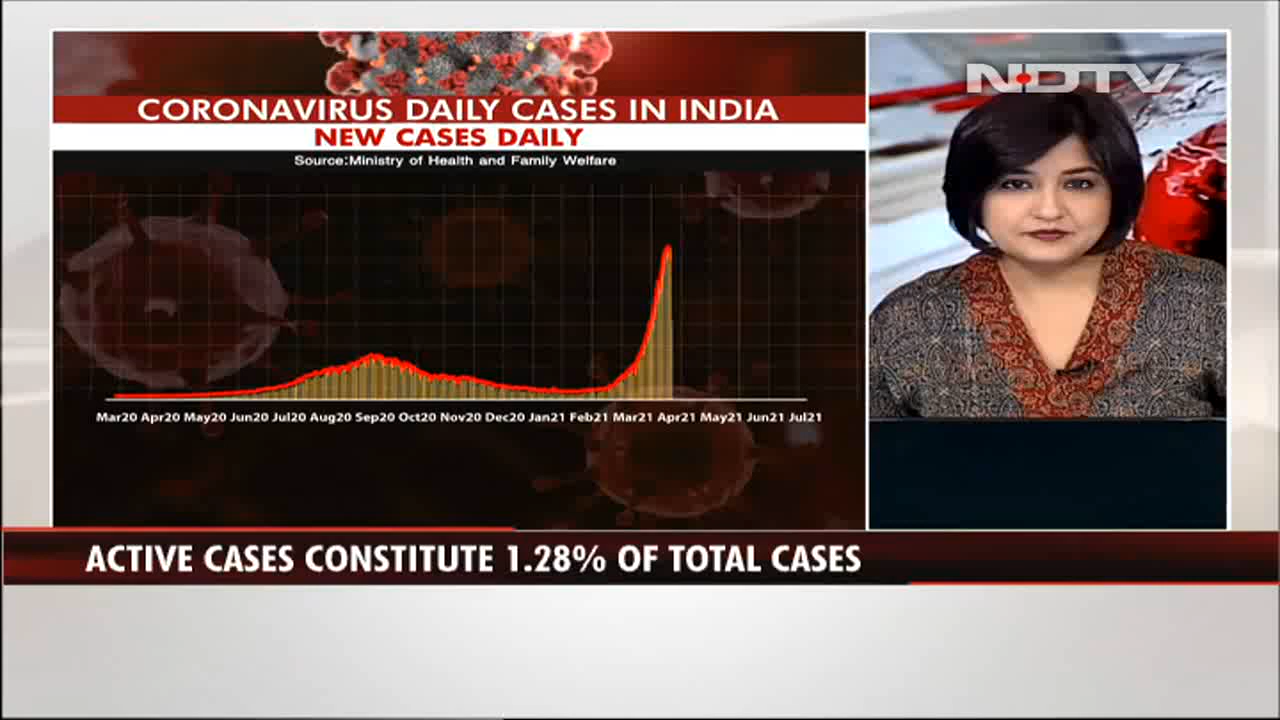 CORONAVIRUS DAILY CASES IN INDIA
NEW CASES DAILY
Source:Ministry of Health and Family Welfare
Mar20 Apr20 May20 Jun20 Jul20 Aug20 Sep20 Oct20 Nov20 Dec20 Jan21 Feb21 Mar21 Apr21 May21 Jun21 Jul21
NDTV
ACTIVE CASES CONSTITUTE 1.28% OF TOTAL CASES